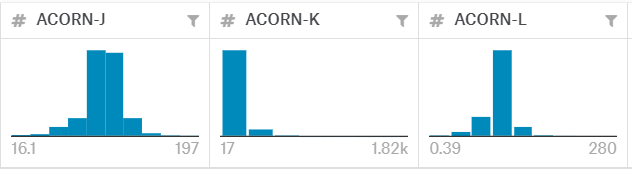 # ACORN-J
# ACORN-K
# ACORN-L
16.1 197
17 1.82k
0.39 280